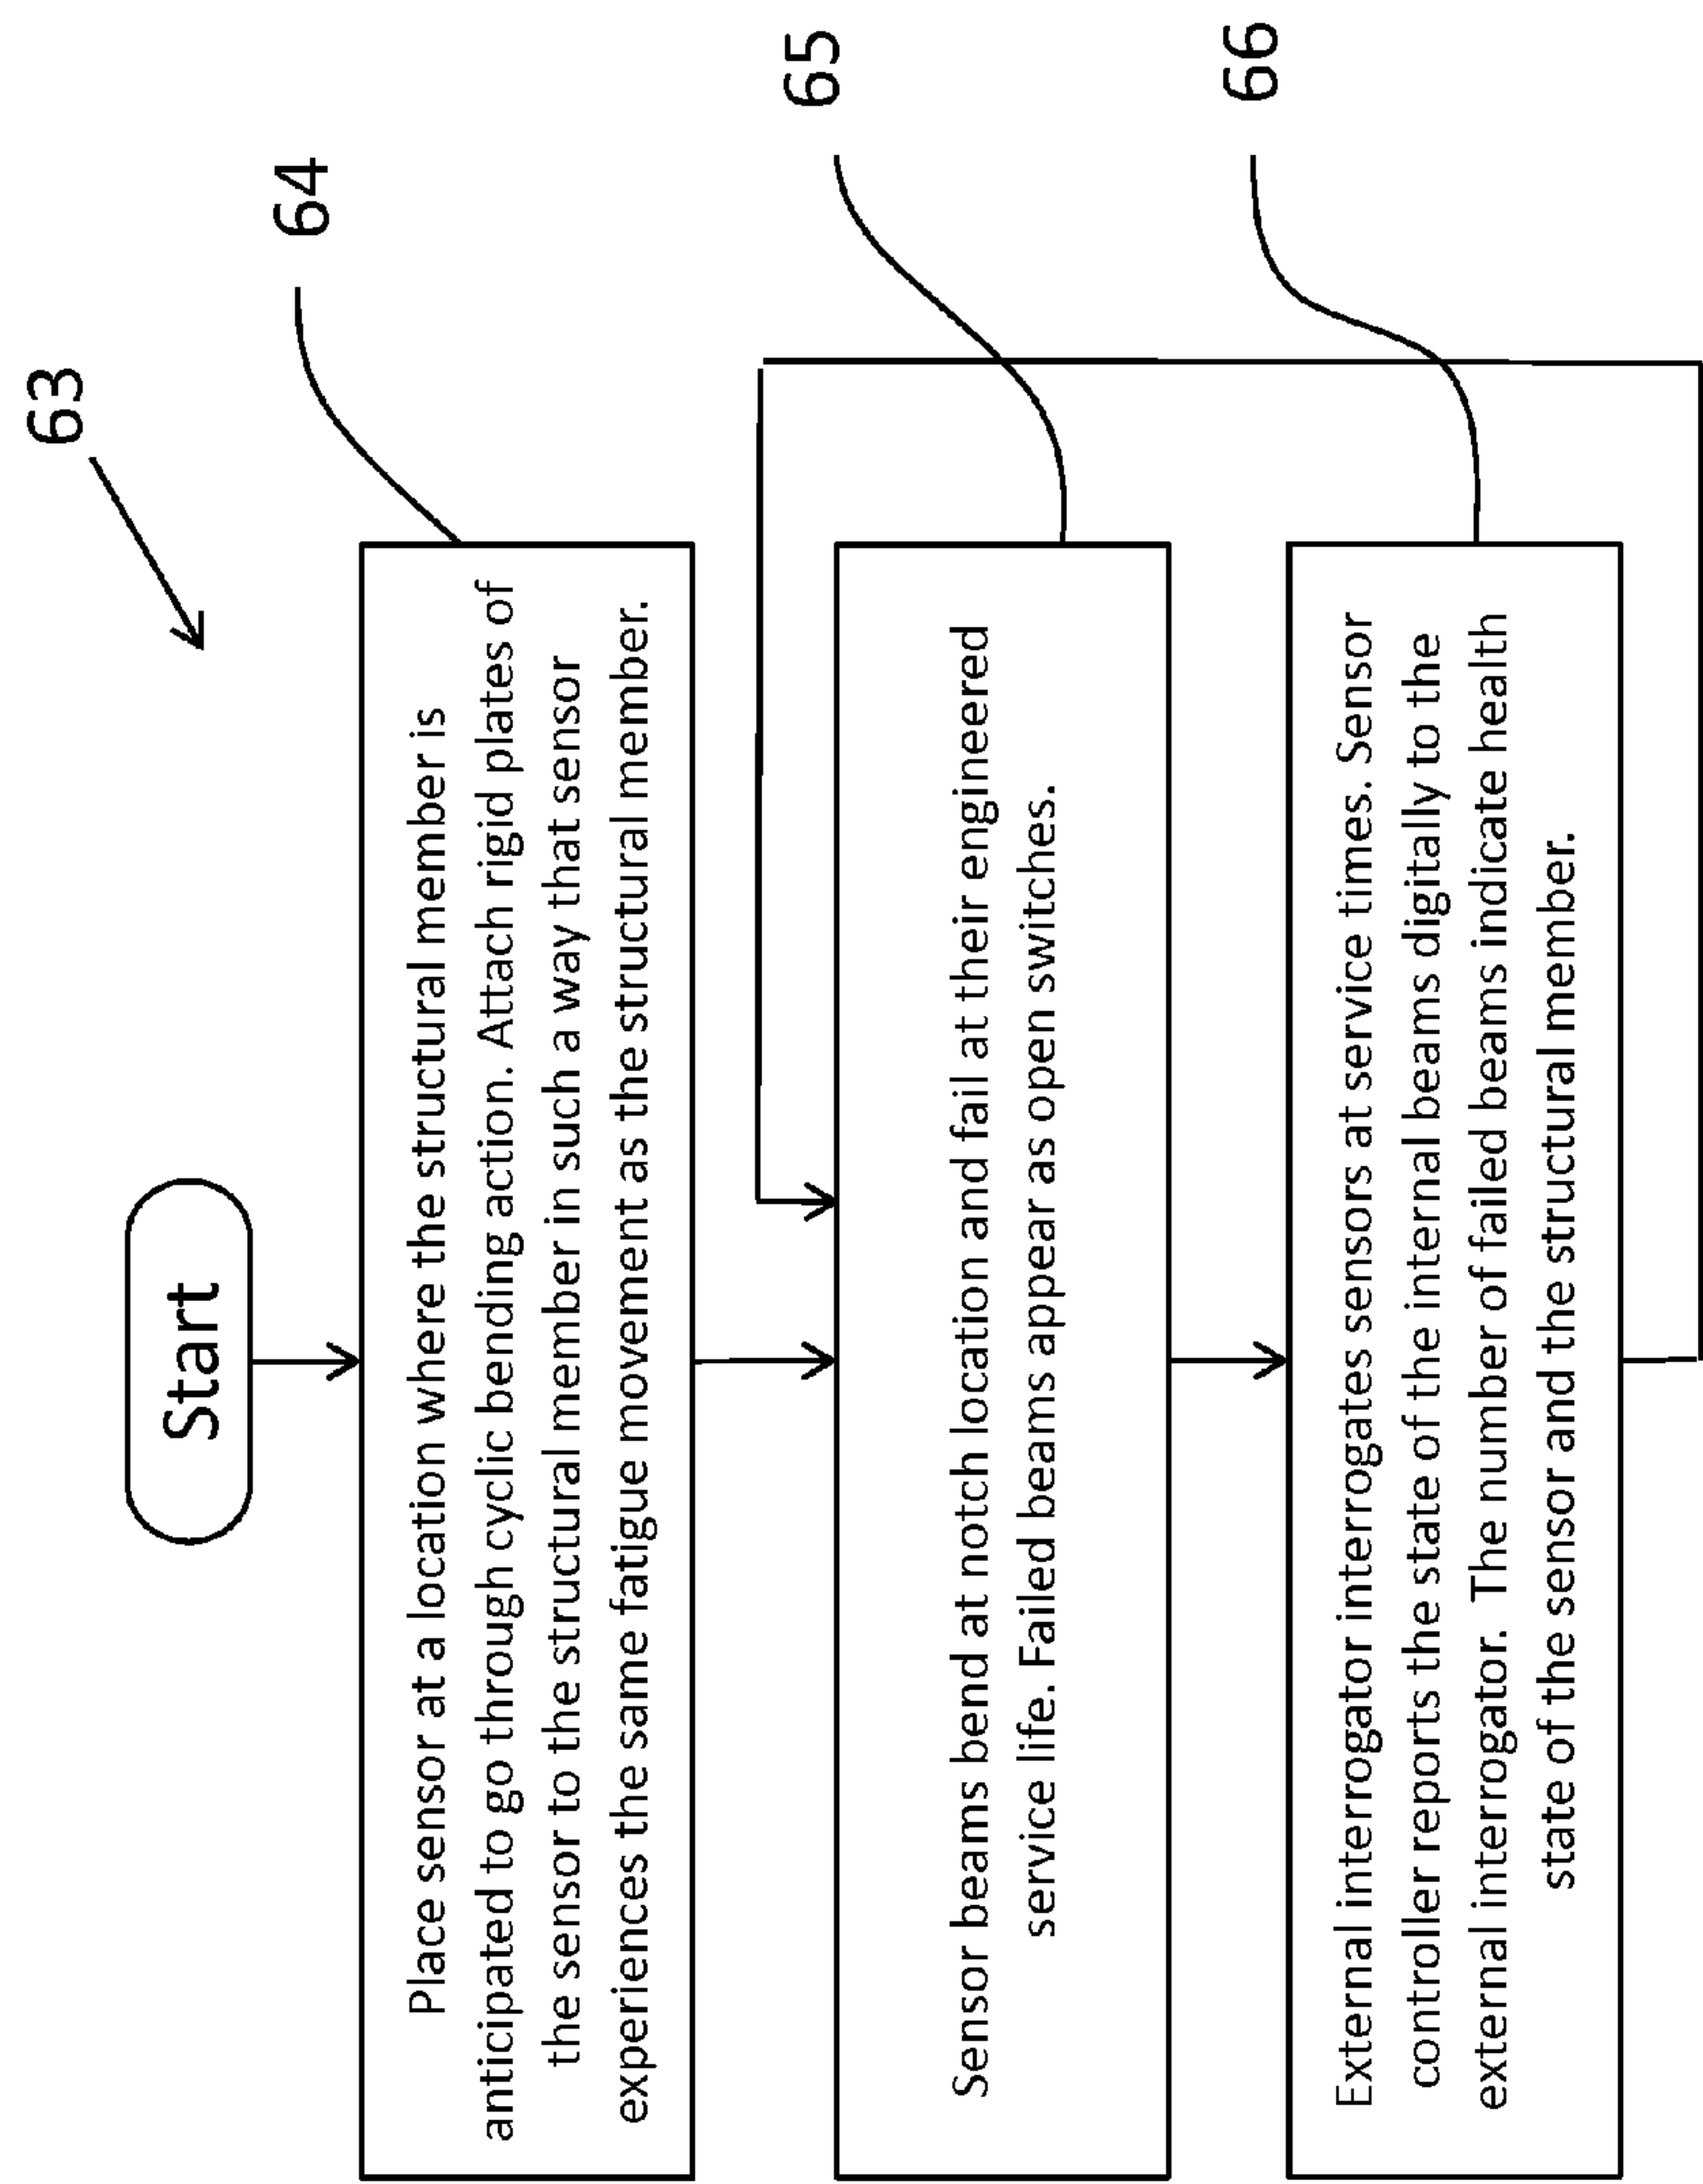 63
Start
64
Place sensor at a location where the structural member is
anticipated to go through cyclic bending action. Attach rigid plates of
the sensor to the structural member in such a way that sensor
experiences the same fatigue movement as the structural member.
65
Sensor beams bend at notch location and fail at their engineered
service life. Failed beams appear as open switches.
66
External interrogator interrogates sensors at service times. Sensor
controller reports the state of the internal beams digitally to the
external interrogator. The number of failed beams indicate health
state of the sensor and the structural member.